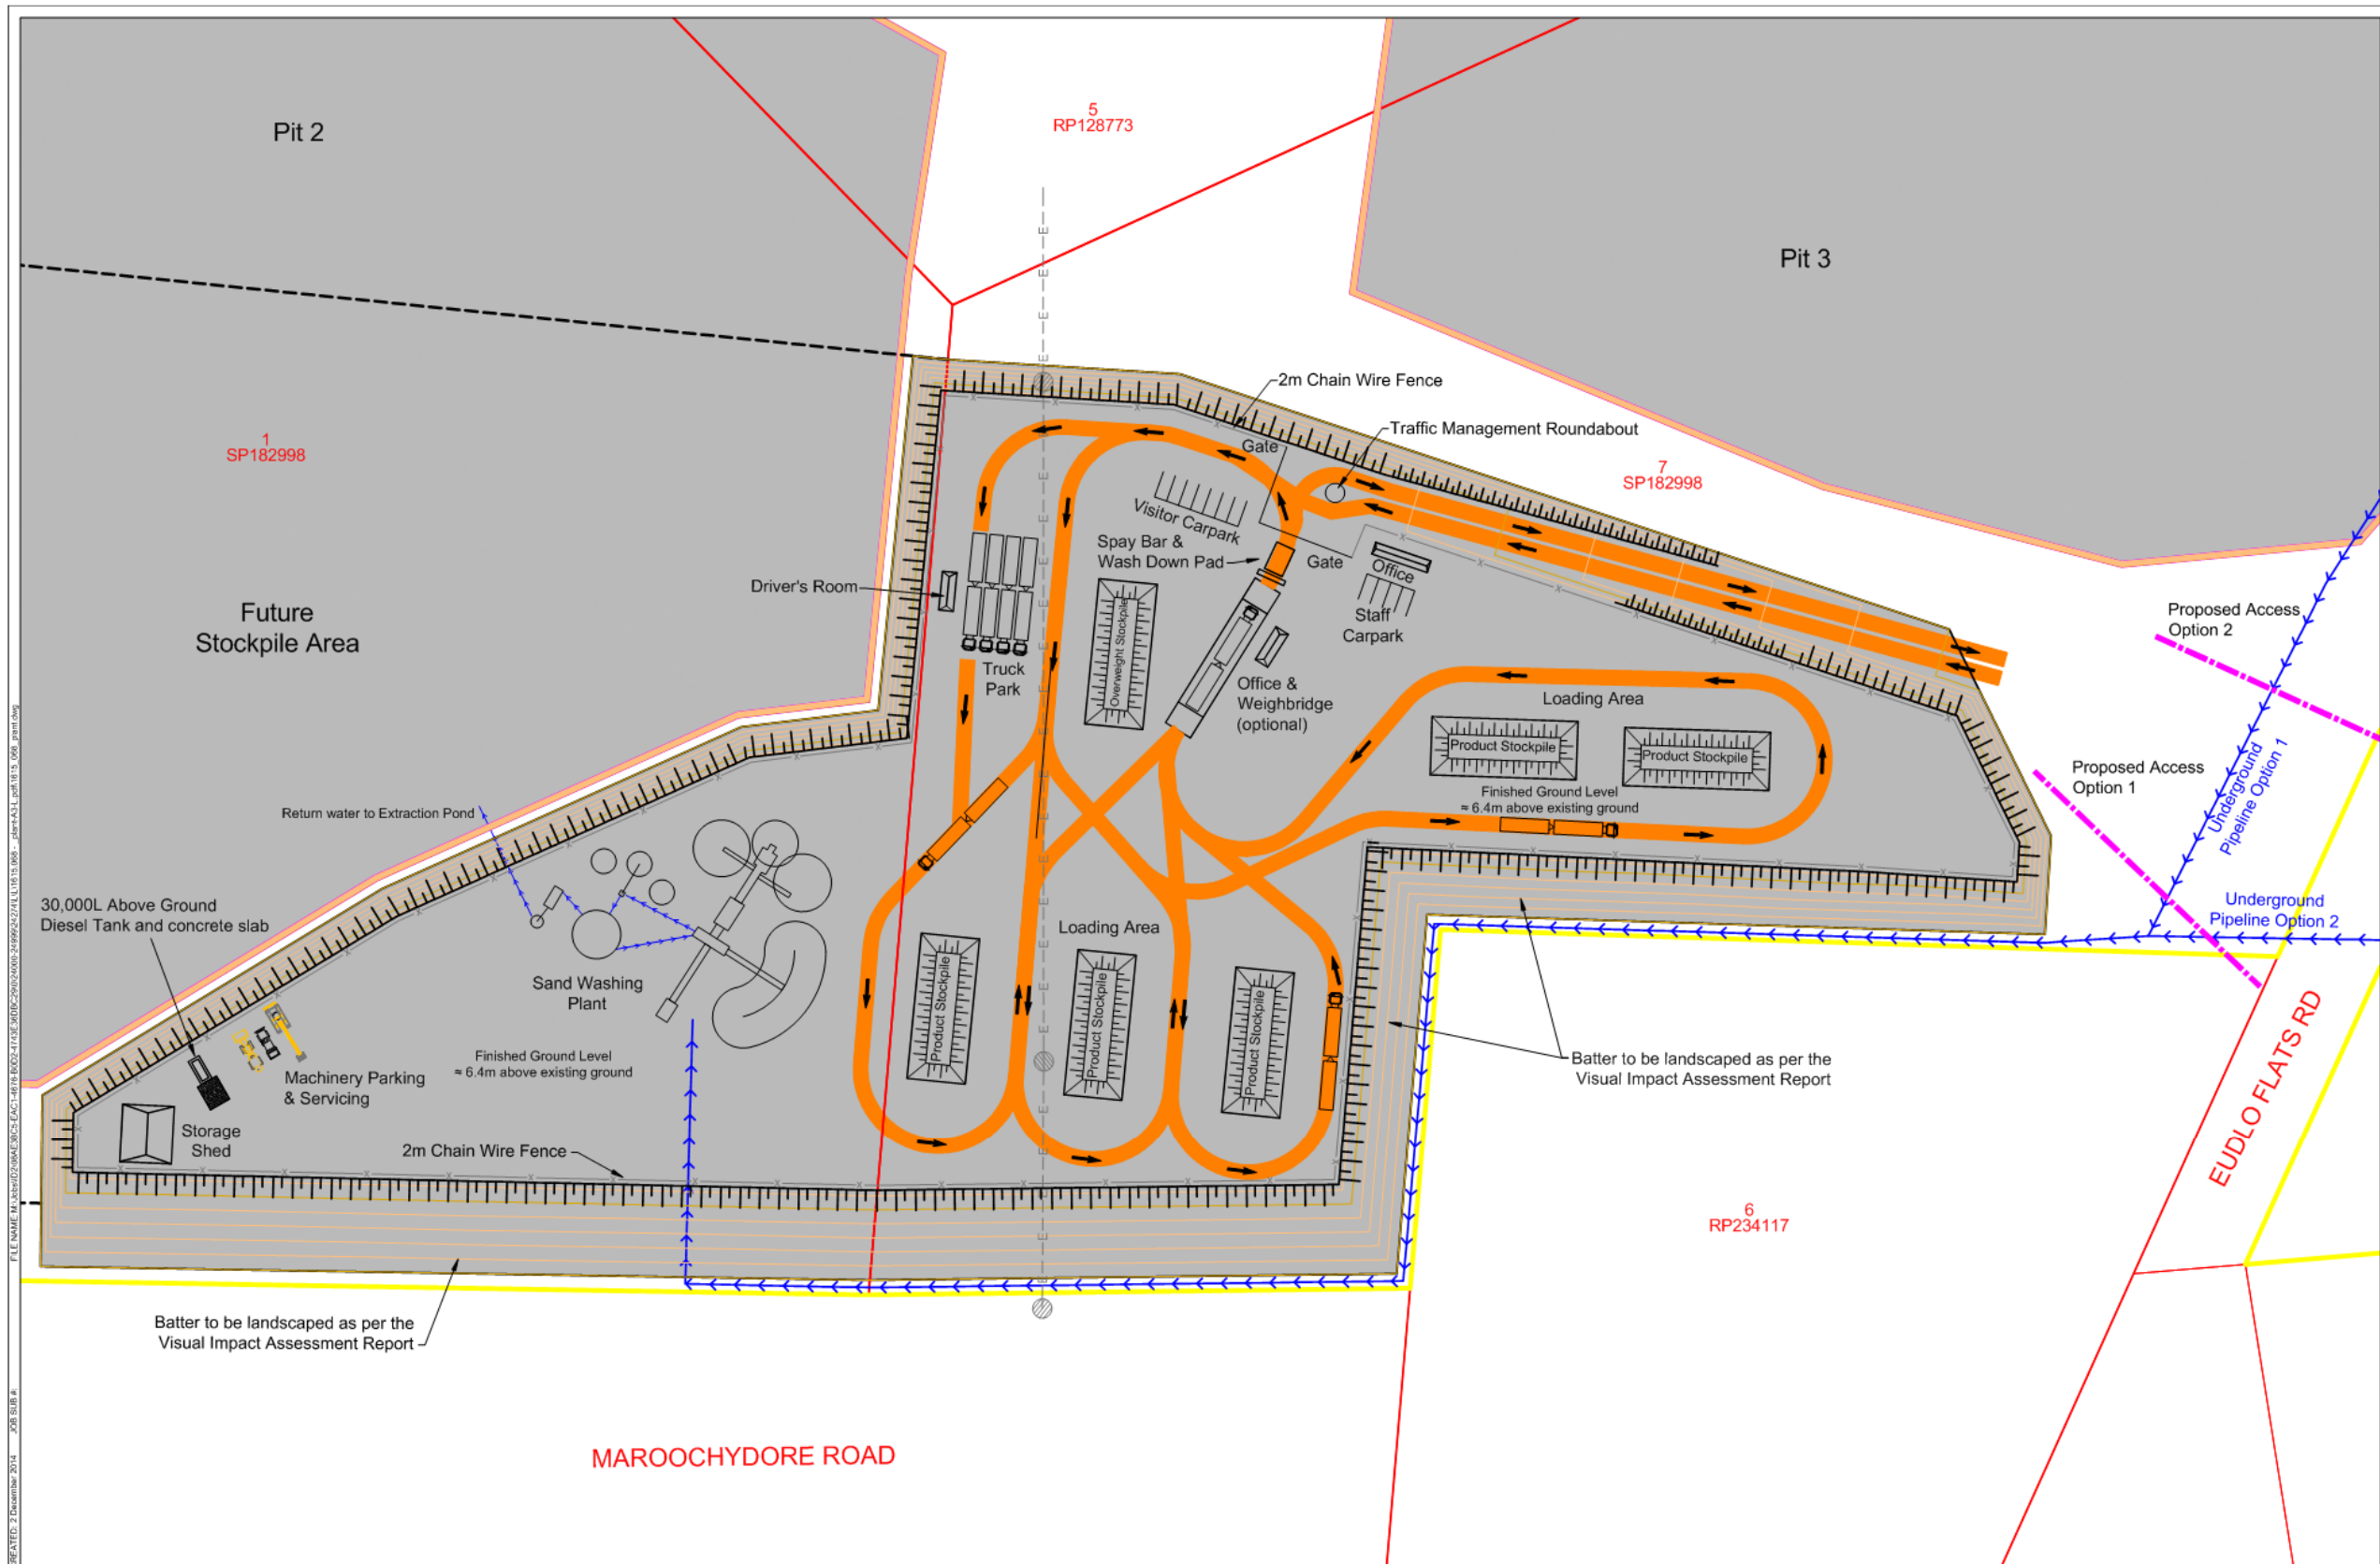 Pit 2
5
RP128773
Pit 3
2m Chain Wire Fence
Traffic Management Roundabout
Gate
1
SP182998
7
SP182998
Visitor Carpark
Spay Bar &
Wash Down Pad
Gate
Office
Staff
Carpark
Driver's Room
Overweight Stockpile
Future
Stockpile Area
Truck
Park
Office &
Weighbridge
(optional)
Loading Area
Product Stockpile
Product Stockpile
Finished Ground Level
≈ 6.4m above existing ground
Proposed Access
Option 2
Proposed Access
Option 1
Underground
Pipeline Option 1
Underground
Pipeline Option 2
Return water to Extraction Pond
30,000L Above Ground
Diesel Tank and concrete slab
Sand Washing
Plant
Loading Area
Product Stockpile
Product Stockpile
Product Stockpile
Finished Ground Level
≈ 6.4m above existing ground
Machinery Parking
& Servicing
Storage
Shed
2m Chain Wire Fence
Batter to be landscaped as per the
Visual Impact Assessment Report
EUDLO FLATS RD
6
RP234117
Batter to be landscaped as per the
Visual Impact Assessment Report
MAROOCHYDORE ROAD
JOB SUB #:
2 December 2014